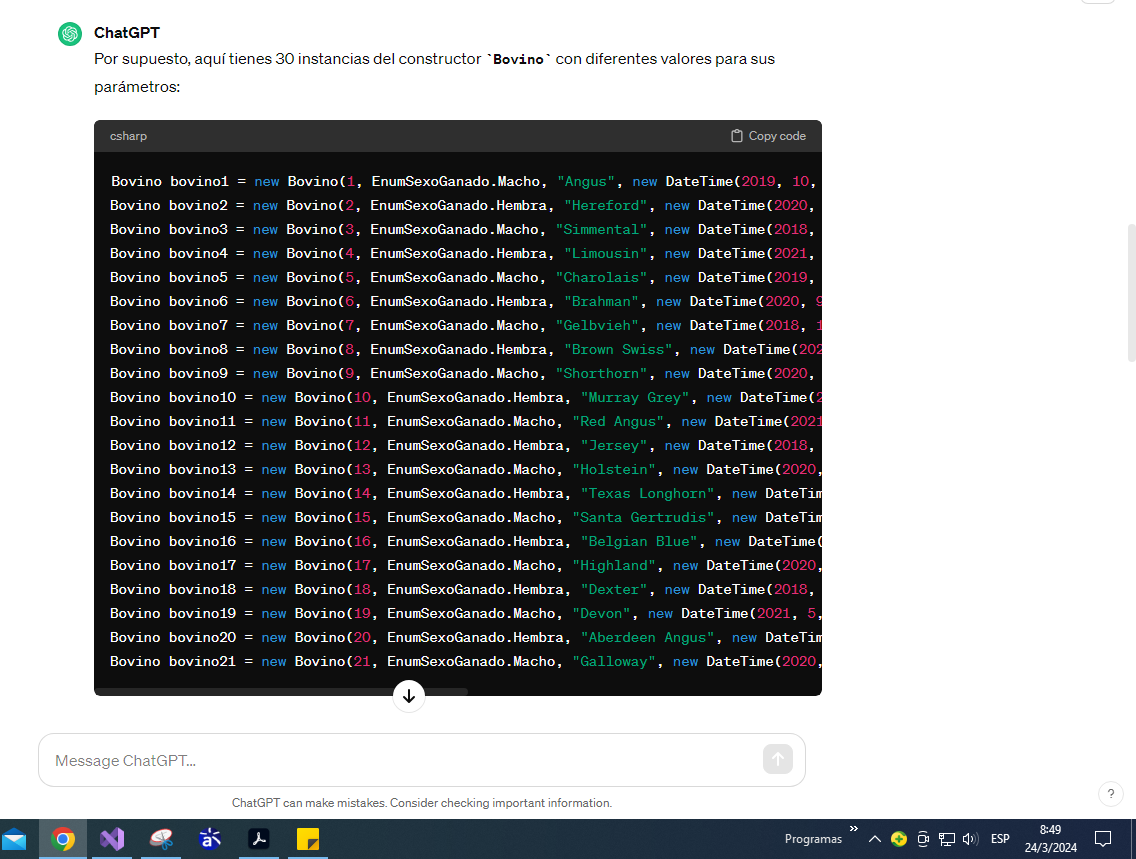 ChatGPT
Por supuesto, aquí tienes 30 instancias del constructor `Bovino` con diferentes valores para sus
parámetros:
csharp Copy code
Bovino bovino1 = new Bovino(1, EnumSexoGanado.Macho, "Angus", new DateTime(2019, 10,
Bovino bovino2 = new Bovino(2, EnumSexoGanado.Hembra, "Hereford", new DateTime(2020,
Bovino bovino3 = new Bovino(3, EnumSexoGanado.Macho, "Simmental", new DateTime(2018,
Bovino bovino4 = new Bovino(4, EnumSexoGanado.Hembra, "Limousin", new DateTime(2021,
Bovino bovino5 = new Bovino(5, EnumSexoGanado.Macho, "Charolais", new DateTime(2019,
Bovino bovino6 = new Bovino(6, EnumSexoGanado.Hembra, "Brahman", new DateTime(2020, 9
Bovino bovino7 = new Bovino(7, EnumSexoGanado.Macho, "Gelbvieh", new DateTime(2018, 1
Bovino bovino8 = new Bovino(8, EnumSexoGanado.Hembra, "Brown Swiss", new DateTime(202
Bovino bovino9 = new Bovino(9, EnumSexoGanado.Macho, "Shorthorn", new DateTime(2020,
Bovino bovino10 = new Bovino(10, EnumSexoGanado.Hembra, "Murray Grey", new DateTime(2
Bovino bovino11 = new Bovino(11, EnumSexoGanado.Macho, "Red Angus", new DateTime(2021
Bovino bovino12 = new Bovino(12, EnumSexoGanado.Hembra, "Jersey", new DateTime(2018,
Bovino bovino13 = new Bovino(13, EnumSexoGanado.Macho, "Holstein", new DateTime(2020,
Bovino bovino14 = new Bovino(14, EnumSexoGanado.Hembra, "Texas Longhorn", new DateTim
Bovino bovino15 = new Bovino(15, EnumSexoGanado.Macho, "Santa Gertrudis", new DateTim
Bovino bovino16 = new Bovino(16, EnumSexoGanado.Hembra, "Belgian Blue", new DateTime(
Bovino bovino17 = new Bovino(17, EnumSexoGanado.Macho, "Highland", new DateTime(2020,
Bovino bovino18 = new Bovino(18, EnumSexoGanado.Hembra, "Dexter", new DateTime(2018,
Bovino bovino19 = new Bovino(19, EnumSexoGanado.Macho, "Devon", new DateTime(2021, 5,
Bovino bovino20 = new Bovino(20, EnumSexoGanado.Hembra, "Aberdeen Angus", new DateTim
Bovino bovino21 = new Bovino(21, EnumSexoGanado.Macho, "Galloway", new DateTime(2020,
Message ChatGPT...
ChatGPT can make mistakes. Consider checking important information.
?
aS
Programas
ESP
8:49
24/3/2024